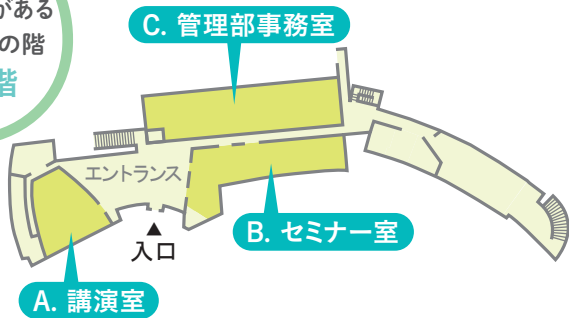 がある
の階
階
C. 管理部事務室
エントランス
入口
B. セミナー室
A. 講演室